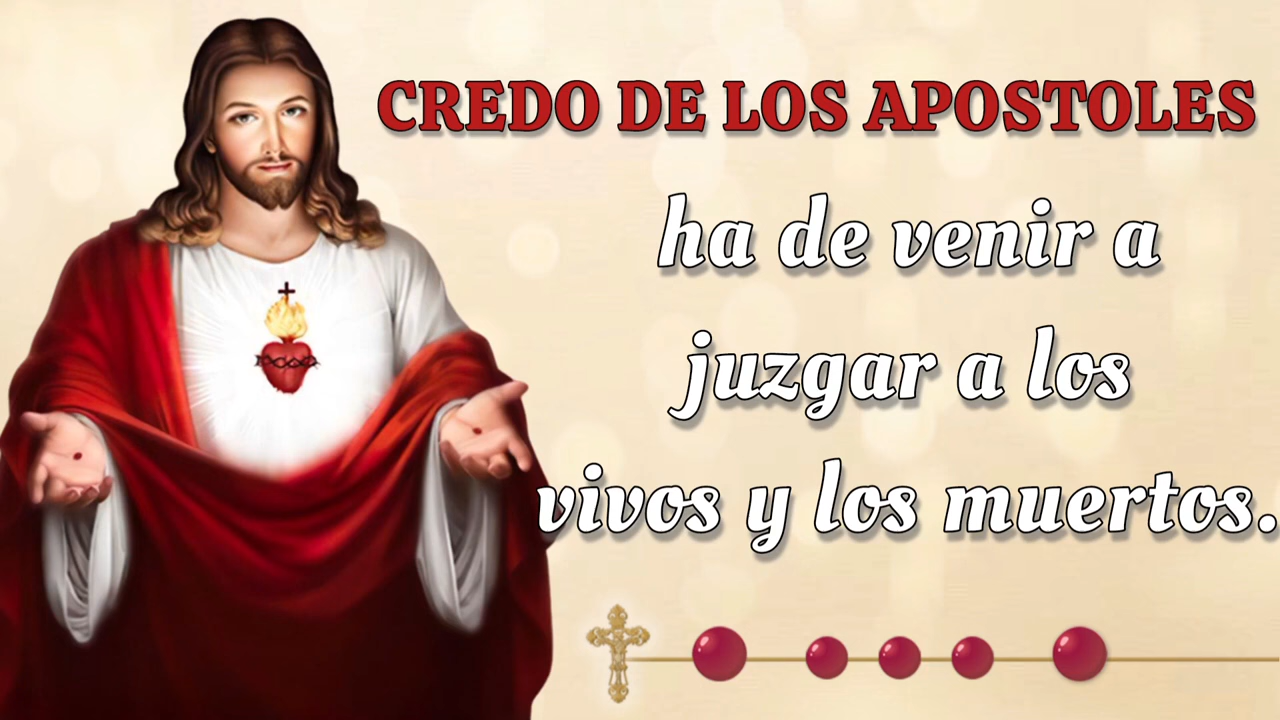 CREDO DE LOS APOSTOLES
ha de venir a
juzgar a los
vivos y los muertos.